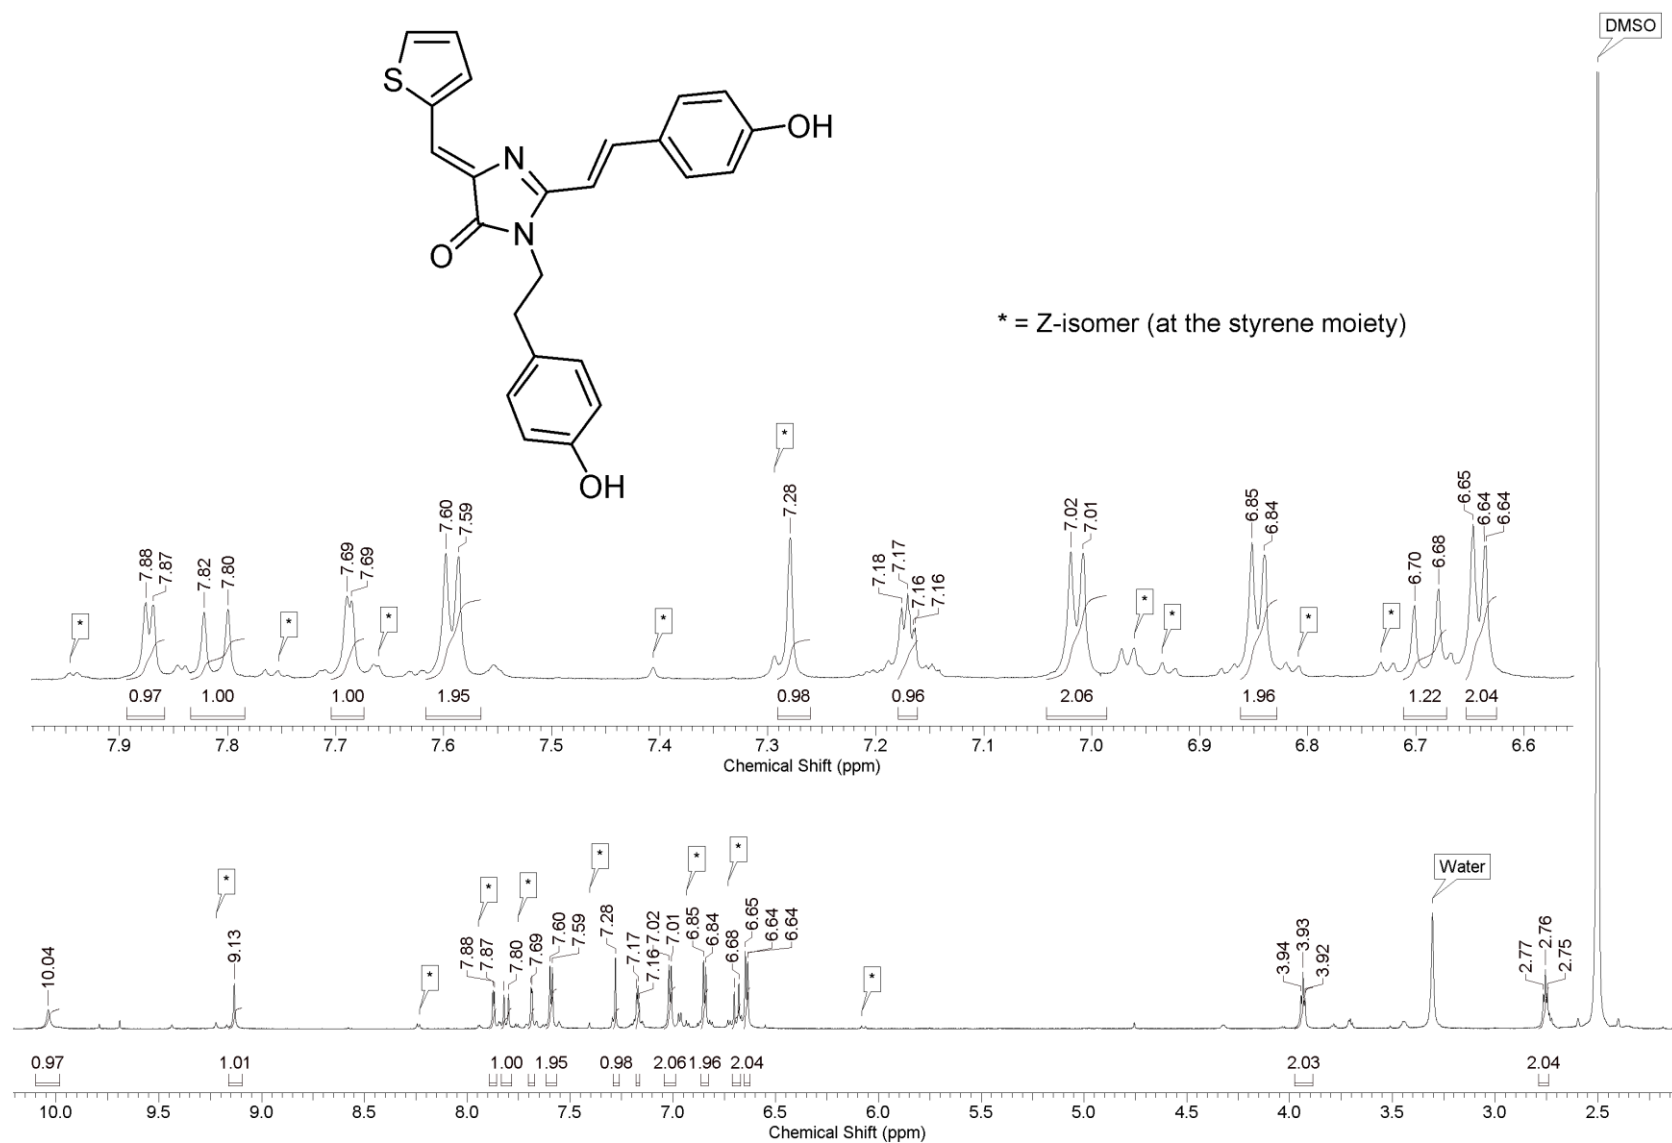 DMSO
S
N
OH
N
O
OH
* = Z-isomer (at the styrene moiety)
*
7.88
7.87
7.82
7.80
7.69
7.69
7.60
7.59
7.28
7.18
7.17
7.16
7.16
7.02
7.01
6.85
6.84
6.70
6.68
6.65
6.64
6.64
* * * * * * * *
0.97 1.00 1.00 1.95 0.98 0.96 2.06 1.96 1.22 2.04
7.9 7.8 7.7 7.6 7.5 7.4 7.3 7.2 7.1 7.0 6.9 6.8 6.7 6.6
Chemical Shift (ppm)
* * * * * * * *
Water
10.04
9.13
7.88
7.87
7.80
7.69
7.60
7.59
7.28
7.17
7.16
7.02
7.01
6.85
6.84
6.68
6.65
6.64
6.64
3.94
3.93
3.92
2.77
2.76
2.75
*
0.97 1.01 1.00 1.95 0.98 2.06 1.96 2.04 2.03 2.04
10.0 9.5 9.0 8.5 8.0 7.5 7.0 6.5 6.0 5.5 5.0 4.5 4.0 3.5 3.0 2.5
Chemical Shift (ppm)